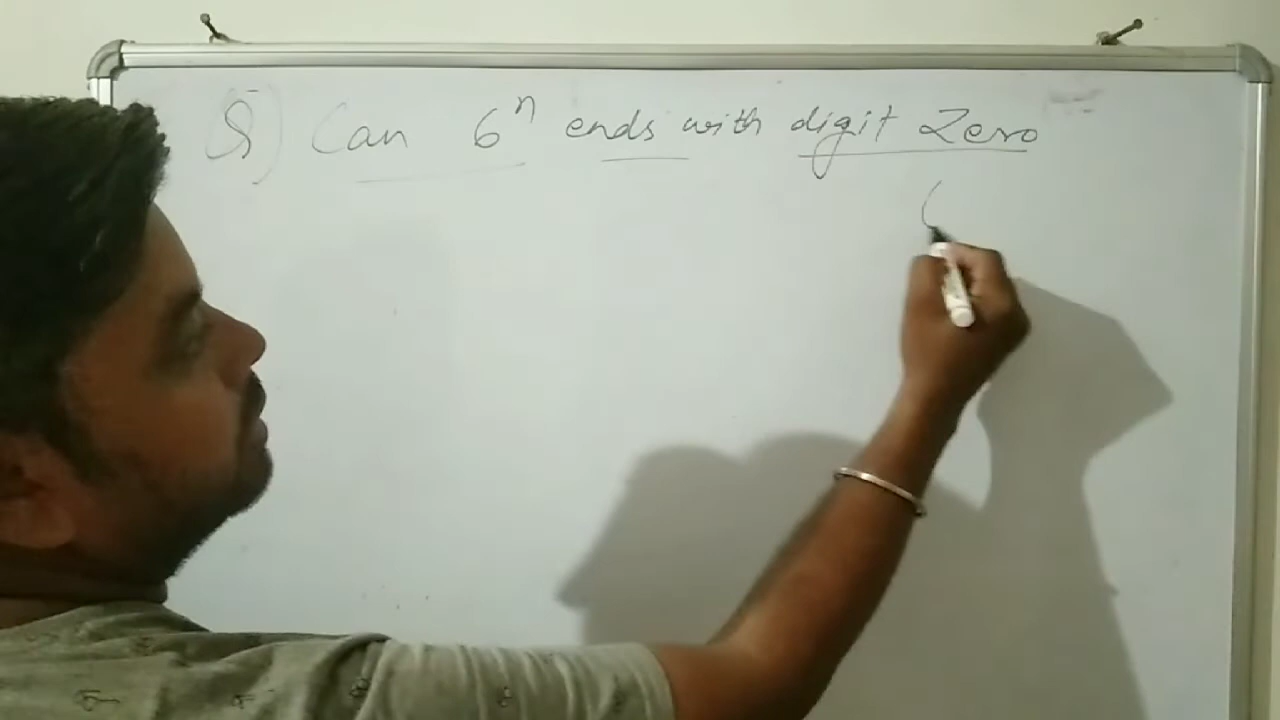 Q) Can 6ⁿ ends with digit Zero